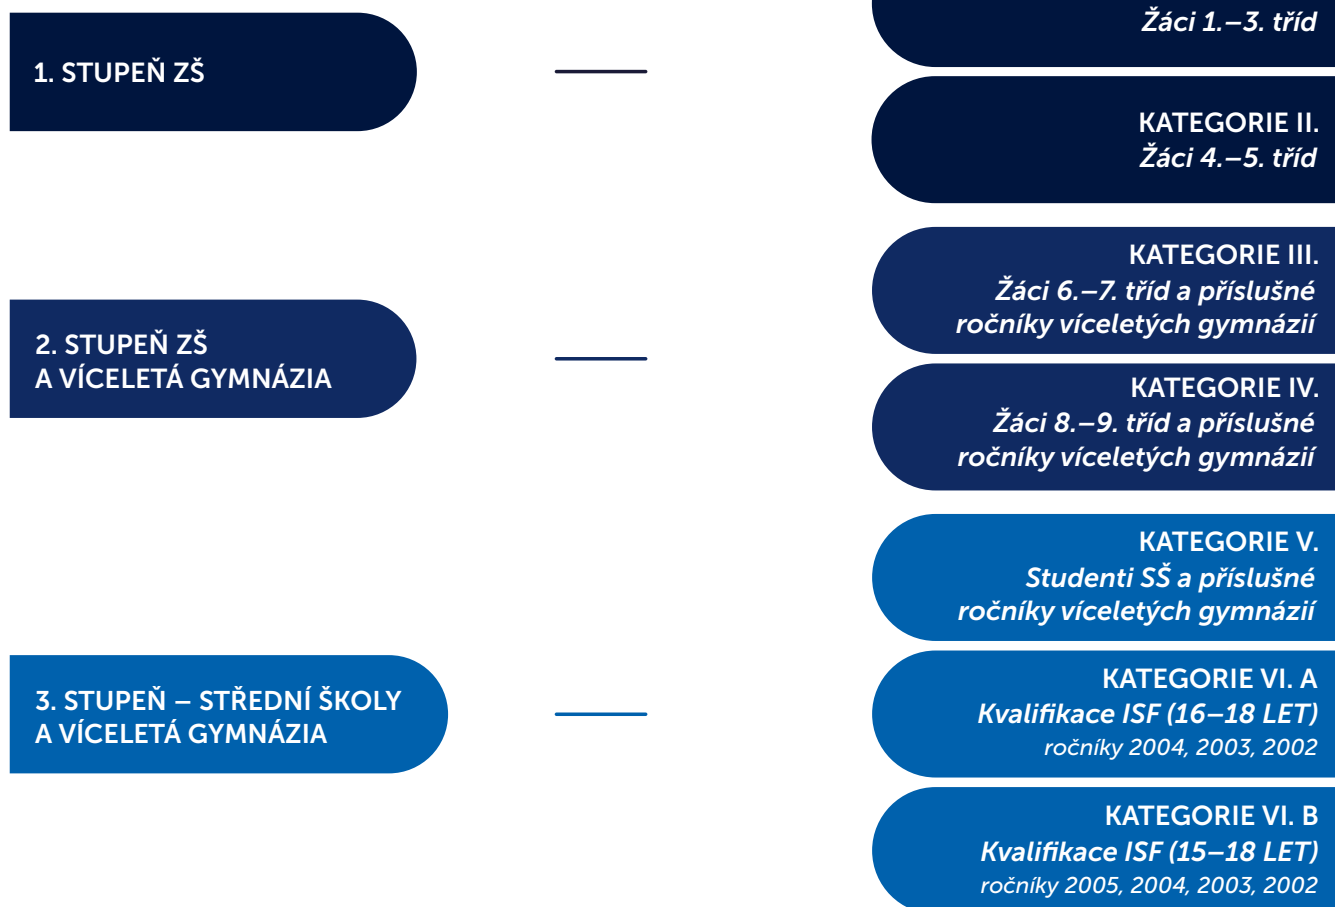 1. STUPEŇ ZŠ
Žáci 1.–3. tříd
KATEGORIE II.
Žáci 4.–5. tříd
2. STUPEŇ ZŠ
A VÍCELETÁ GYMNÁZIA
KATEGORIE III.
Žáci 6.–7. tříd a příslušné
ročníky víceletých gymnázií
KATEGORIE IV.
Žáci 8.–9. tříd a příslušné
ročníky víceletých gymnázií
3. STUPEŇ – STŘEDNÍ ŠKOLY
A VÍCELETÁ GYMNÁZIA
KATEGORIE V.
Studenti SŠ a příslušné
ročníky víceletých gymnázií
KATEGORIE VI. A
Kvalifikace ISF (16–18 LET)
ročníky 2004, 2003, 2002
KATEGORIE VI. B
Kvalifikace ISF (15–18 LET)
ročníky 2005, 2004, 2003, 2002